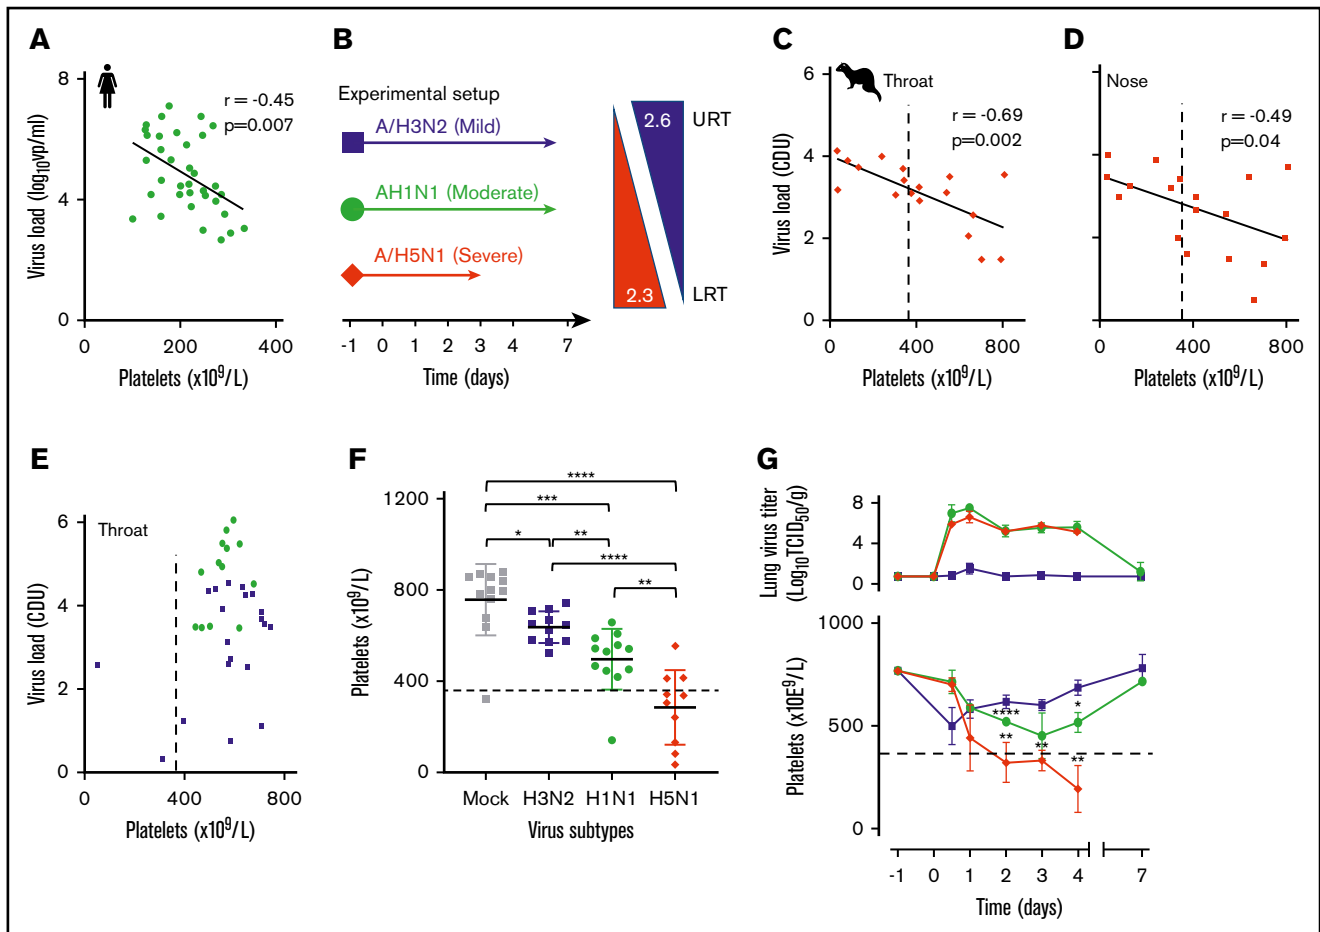 A
8
4
0
Virus load (log10vp/ml)
r = -0.45
p=0.007
0 200 400
Platelets (x10⁹/L)
B
Experimental setup
A/H3N2 (Mild)
AH1N1 (Moderate)
A/H5N1 (Severe)
-1 0 1 2 3 4 7
Time (days)
2.6
2.3
URT
LRT
C
Throat
6
4
2
0
Virus load (CDU)
r = -0.69
p=0.002
0 400 800
Platelets (x10⁹/L)
D
Nose
r = -0.49
p=0.04
0 400 800
Platelets (x10⁹/L)
E
Throat
6
4
2
0
Virus load (CDU)
0 400 800
Platelets (x10⁹/L)
F
1200
800
400
0
Platelets (x10⁹/L)
****
***
* **
****
**
Mock H3N2 H1N1 H5N1
Virus subtypes
G
8
4
0
Lung virus titer
(Log10TCID50/g)
1000
500
0
Platelets (x10E⁹/L)
****
**
**
*
**
-1 0 1 2 3 4 7
Time (days)